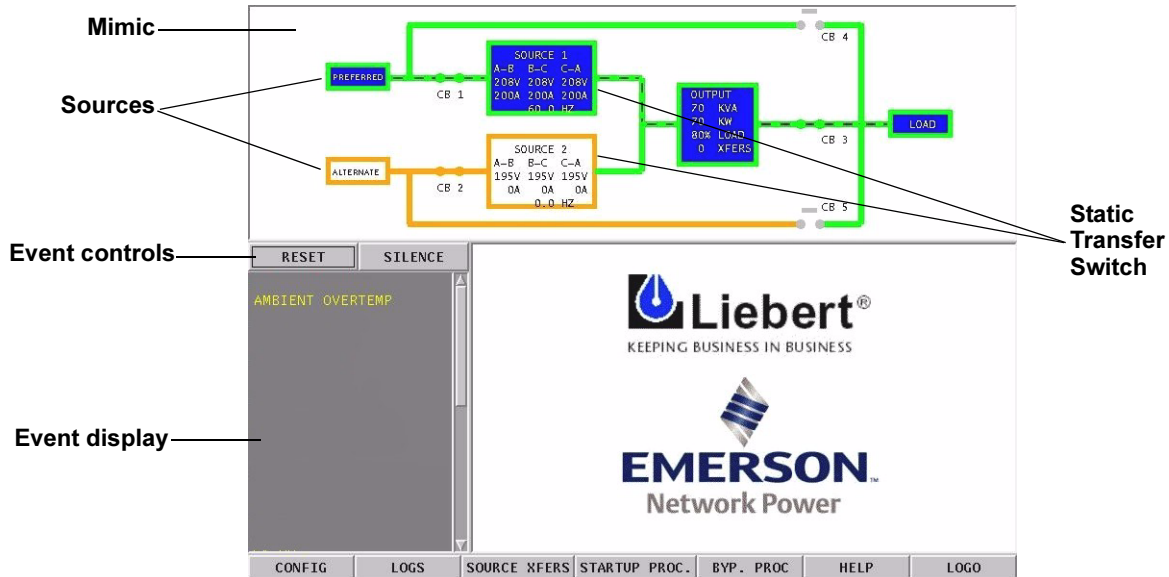 Mimic
CB 4
PREFERRED
CB 1
SOURCE 1
A-B B-C C-A
208V 208V 208V
200A 200A 200A
60.0 HZ
Sources
OUTPUT
70 KVA
70 KW
80% LOAD
0 XFERS
CB 3
LOAD
ALTERNATE
CB 2
SOURCE 2
A-B B-C C-A
195V 195V 195V
0A 0A 0A
0.0 HZ
CB 5
Static
Transfer
Switch
Event controls
RESET SILENCE
AMBIENT OVERTEMP
Liebert®
KEEPING BUSINESS IN BUSINESS
Event display
EMERSON™
Network Power
CONFIG LOGS SOURCE XFERS STARTUP PROC. BYP. PROC HELP LOGO